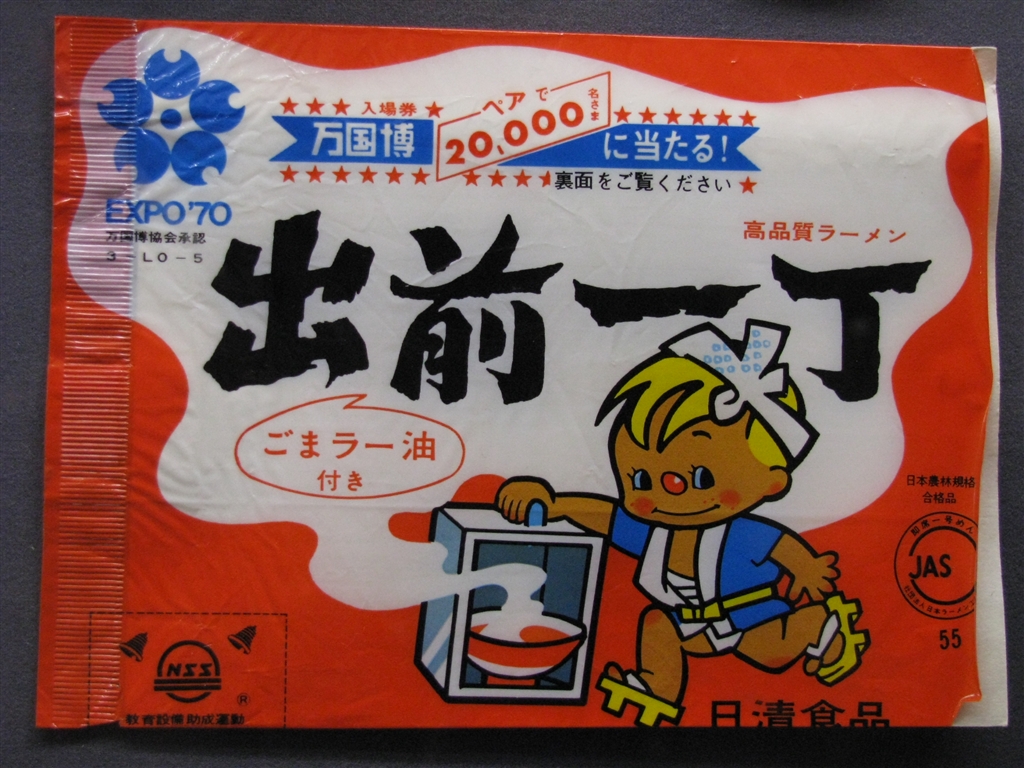 入場券
ペアで
名さま
万国博
20,000
に当たる!
裏面をご覧ください
EXPO'70
万国博協会承認
3-LO-5
高品質ラーメン
出前一丁
ごまラー油
付き
日本農林規格
合格品
JAS
55
NSS
®
教育設備助成運動
日清食品